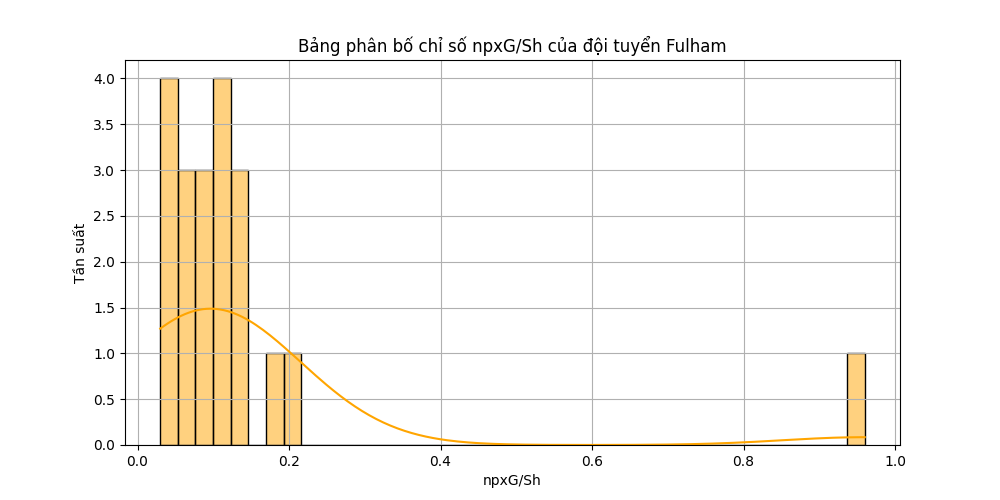 Bảng phân bố chỉ số npxG/Sh của đội tuyển Fulham
Tần suất
4.0
3.5
3.0
2.5
2.0
1.5
1.0
0.5
0.0
0.0 0.2 0.4 0.6 0.8 1.0
npxG/Sh